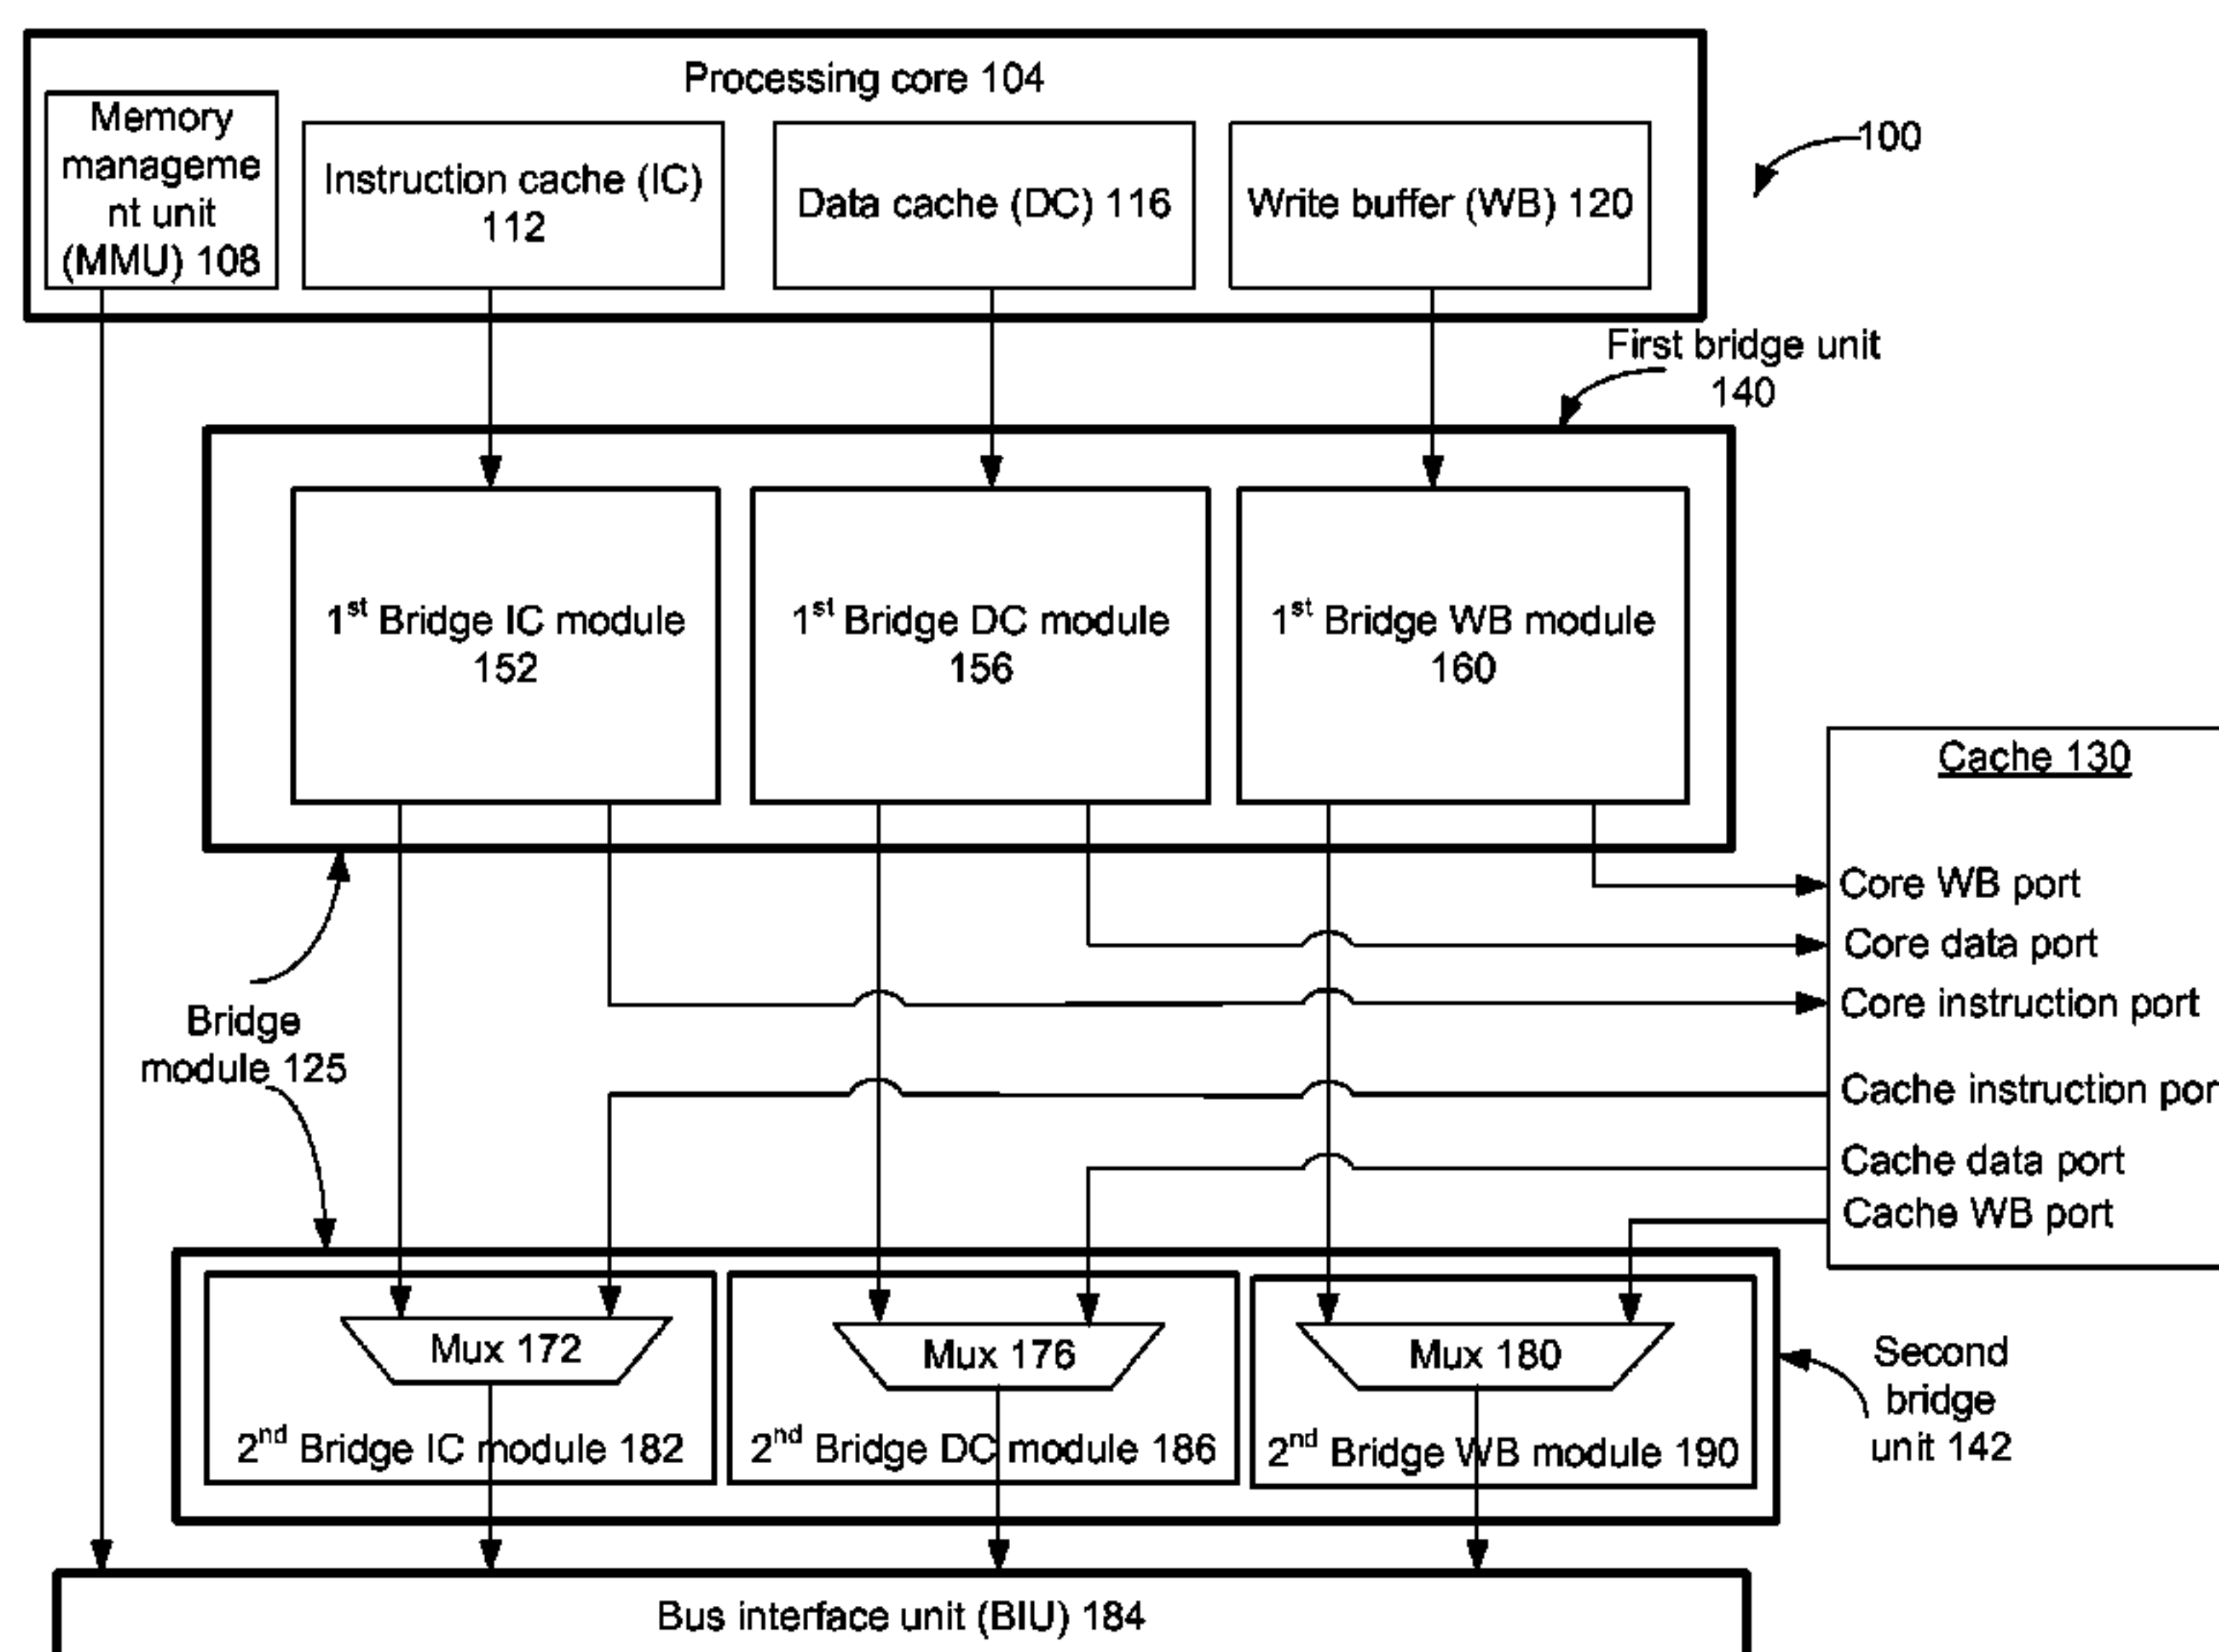 Processing core 104
Memory
manageme
nt unit
(MMU) 108
Instruction cache (IC)
112
Data cache (DC) 116
Write buffer (WB) 120
100
First bridge unit
140
1st Bridge IC module
152
1st Bridge DC module
156
1st Bridge WB module
160
Cache 130
Core WB port
Core data port
Core instruction port
Cache instruction por
Cache data port
Cache WB port
Bridge
module 125
Mux 172
Mux 176
Mux 180
2nd Bridge IC module 182
2nd Bridge DC module 186
2nd Bridge WB module 190
Second
bridge
unit 142
Bus interface unit (BIU) 184